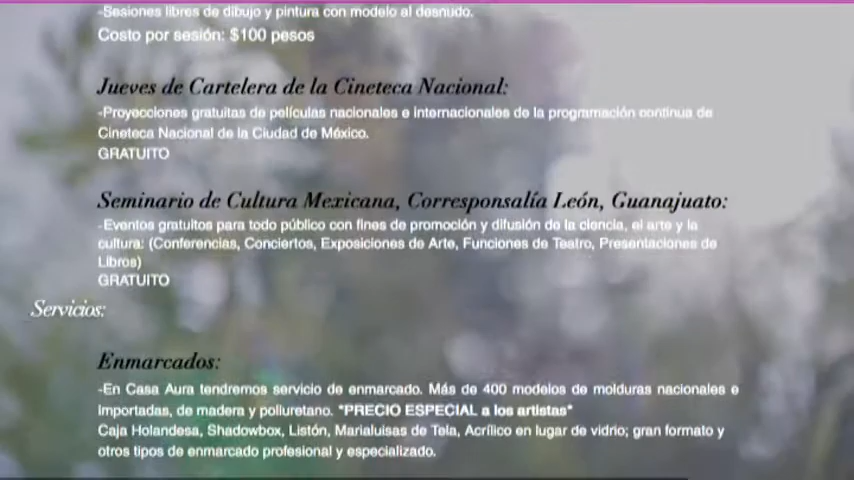 -Sesiones libres de dibujo y pintura con modelo al desnudo.
Costo por sesión: $100 pesos
Jueves de Cartelera de la Cineteca Nacional:
-Proyecciones gratuitas de películas nacionales e internacionales de la programación continua de
Cineteca Nacional de la Ciudad de México.
GRATUITO
Seminario de Cultura Mexicana, Corresponsalía León, Guanajuato:
-Eventos gratuitos para todo público con fines de promoción y difusión de la ciencia, el arte y la
cultura: (Conferencias, Conciertos, Exposiciones de Arte, Funciones de Teatro, Presentaciones de
Libros)
GRATUITO
Servicios:
Enmarcados:
-En Casa Aura tendremos servicio de enmarcado. Más de 400 modelos de molduras nacionales e
importadas, de madera y poliuretano. *PRECIO ESPECIAL a los artistas*
Caja Holandesa, Shadowbox, Listón, Marialuisas de Tela, Acrílico en lugar de vidrio; gran formato y
otros tipos de enmarcado profesional y especializado.